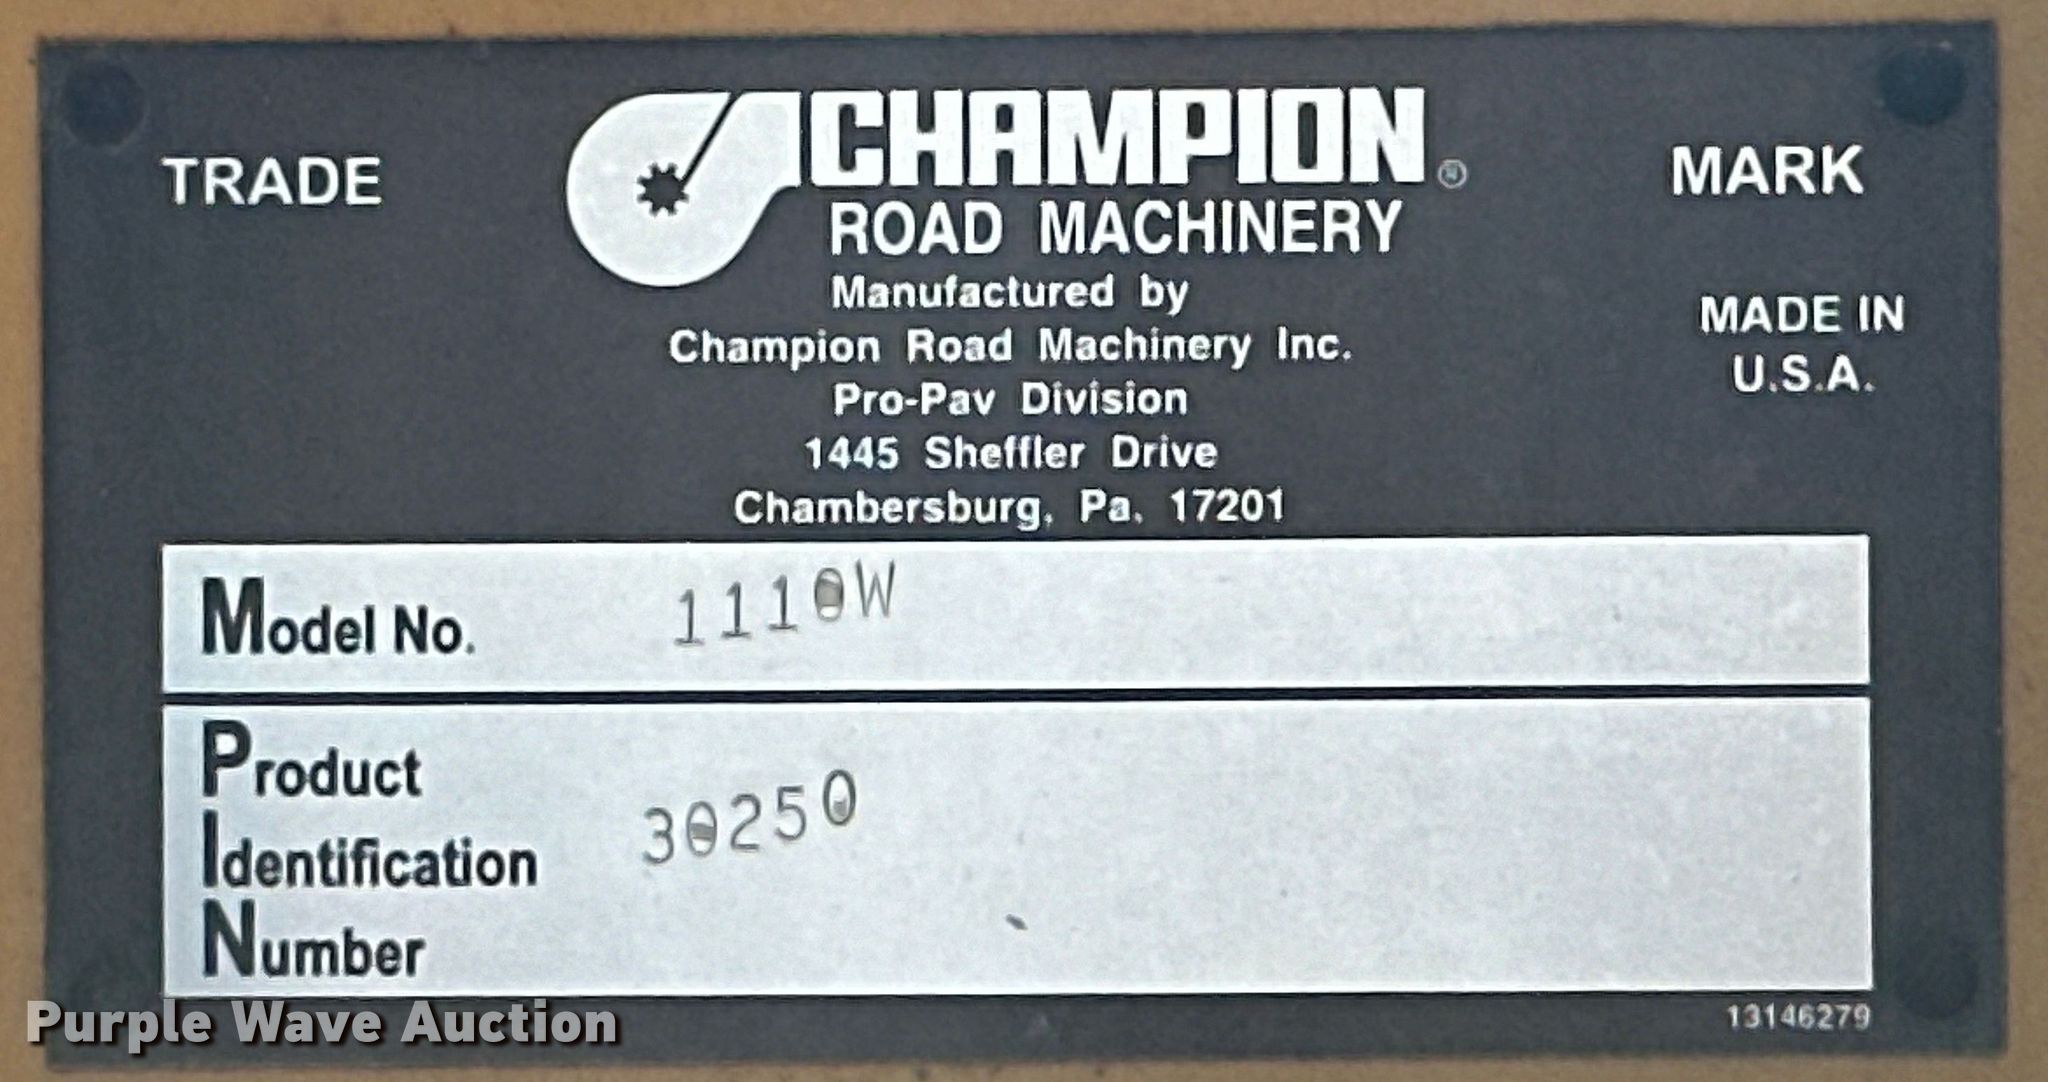 TRADE
CHAMPION®
MARK
ROAD MACHINERY
Manufactured by
Champion Road Machinery Inc.
Pro-Pav Division
1445 Sheffler Drive
Chambersburg, Pa. 17201
MADE IN
U.S.A.
Model No. 1110W
Product
Identification
Number
30250
13146279
Purple Wave Auction